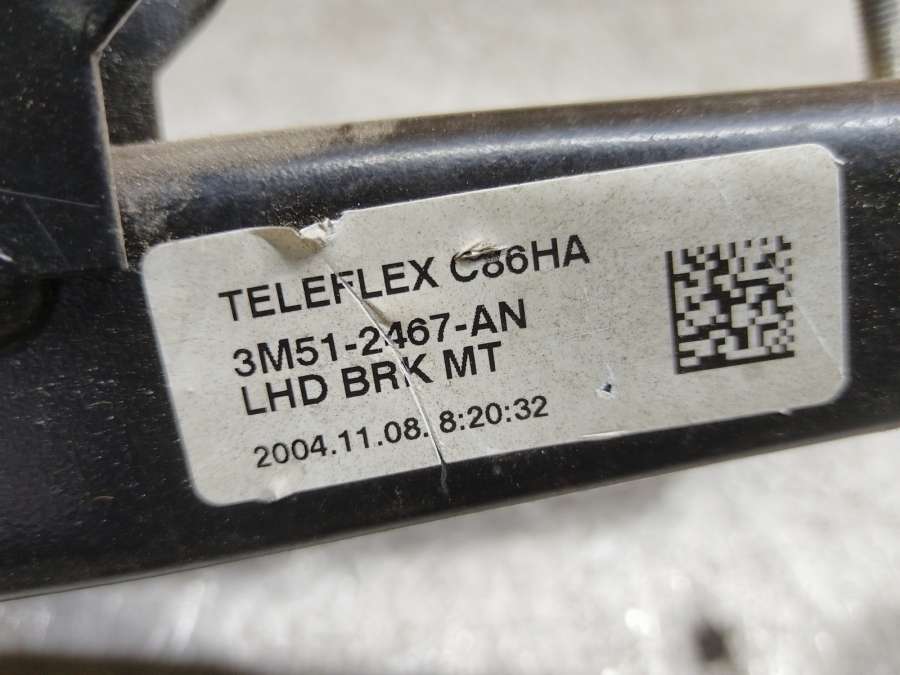 TELEFLEX C86HA
3M51-2467-AN
LHD BRK MT
2004.11.08. 8:20:32